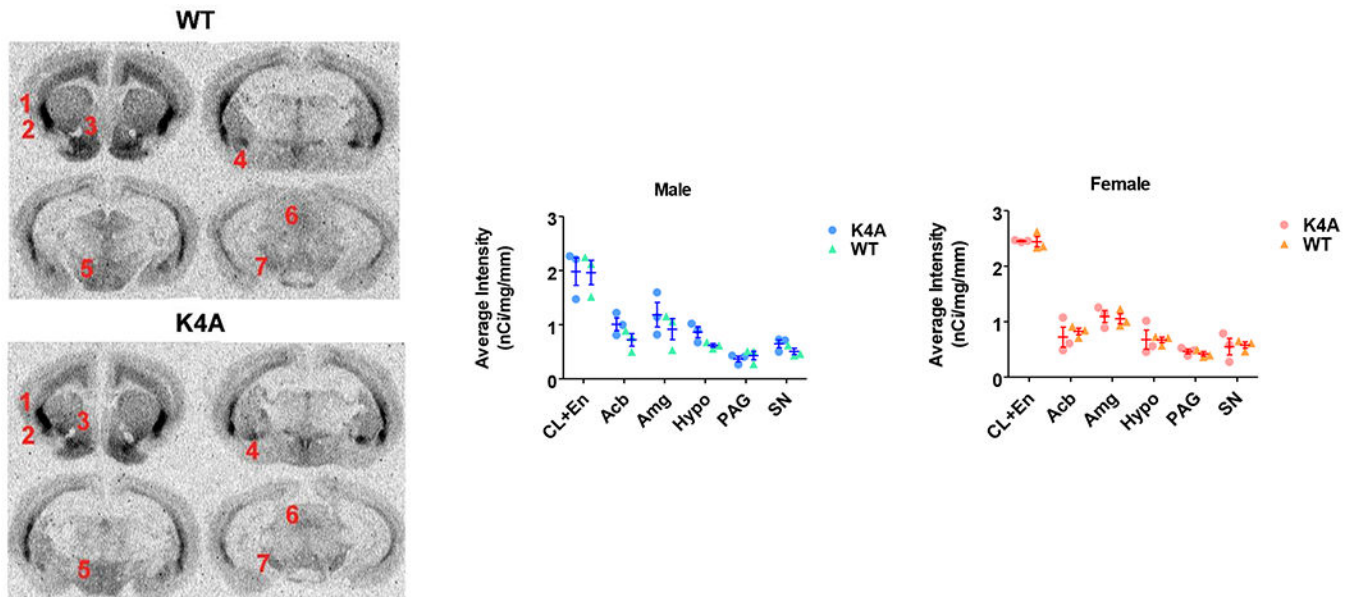 WT
1
2
3
4
5
6
7
K4A
1
2
3
4
5
6
7
Male
Average Intensity
(nCi/mg/mm)
3
2
1
0
CL+En
Acb
Amg
Hypo
PAG
SN
K4A
WT
Female
Average Intensity
(nCi/mg/mm)
3
2
1
0
CL+En
Acb
Amg
Hypo
PAG
SN
K4A
WT